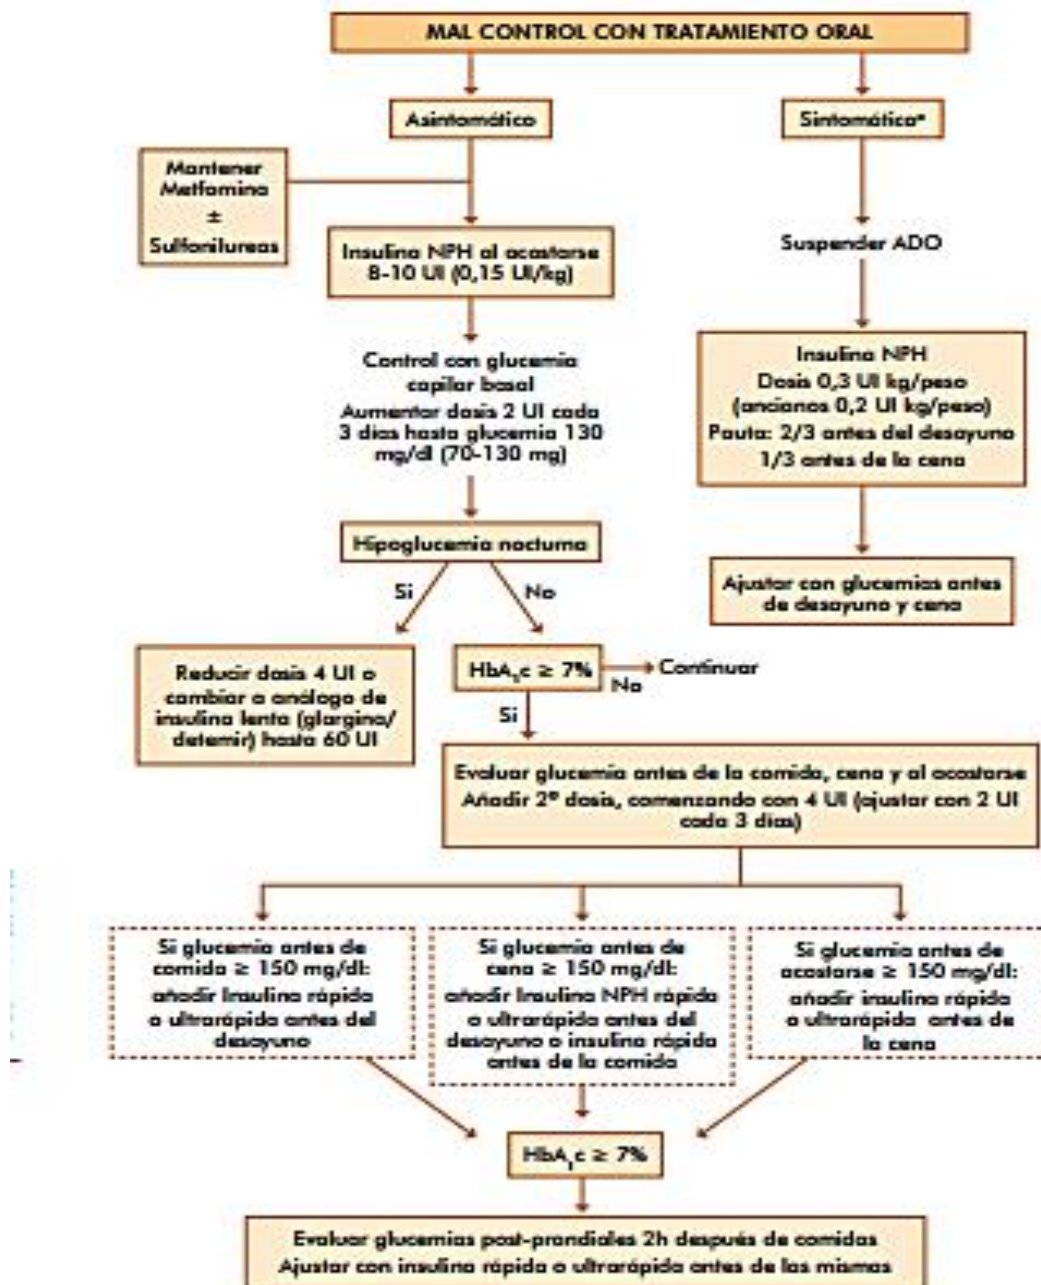 MAL CONTROL CON TRATAMIENTO ORAL
Asintomático
Sintomático*
Mantener
Metfomina
±
Sulfonilureas
Insulina NPH al acostarse
8-10 UI (0,15 UI/kg)
Suspender ADO
Control con glucemia
capilar basal
Aumentar dosis 2 UI cada
3 días hasta glucemia 130
mg/dl (70-130 mg)
Insulina NPH
Dosis 0,3 UI kg/peso
(ancianos 0,2 UI kg/peso)
Pauta: 2/3 antes del desayuno
1/3 antes de la cena
Hipoglucemia nocturna
Si
No
Ajustar con glucemias antes
de desayuno y cena
Reducir dosis 4 UI o
cambiar a análogo de
insulina lenta (glargina/
detemir) hasta 60 UI
HbA1c ≥ 7%
Continuar
No
Si
Evaluar glucemia antes de la comida, cena y al acostarse
Añadir 2ª dosis, comenzando con 4 UI (ajustar con 2 UI
cada 3 días)
Si glucemia antes de
comida ≥ 150 mg/dl:
añadir Insulina rápida
o ultrarápida antes del
desayuno
Si glucemia antes de
cena ≥ 150 mg/dl:
añadir Insulina NPH rápida
o ultrarápida antes del
desayuno o insulina rápida
antes de la comida
Si glucemia antes de
acostarse ≥ 150 mg/dl:
añadir insulina rápida
o ultrarápida antes de
la cena
HbA1c ≥ 7%
Evaluar glucemias post-prandiales 2h después de comidas
Ajustar con insulina rápida o ultrarápida antes de las mismas